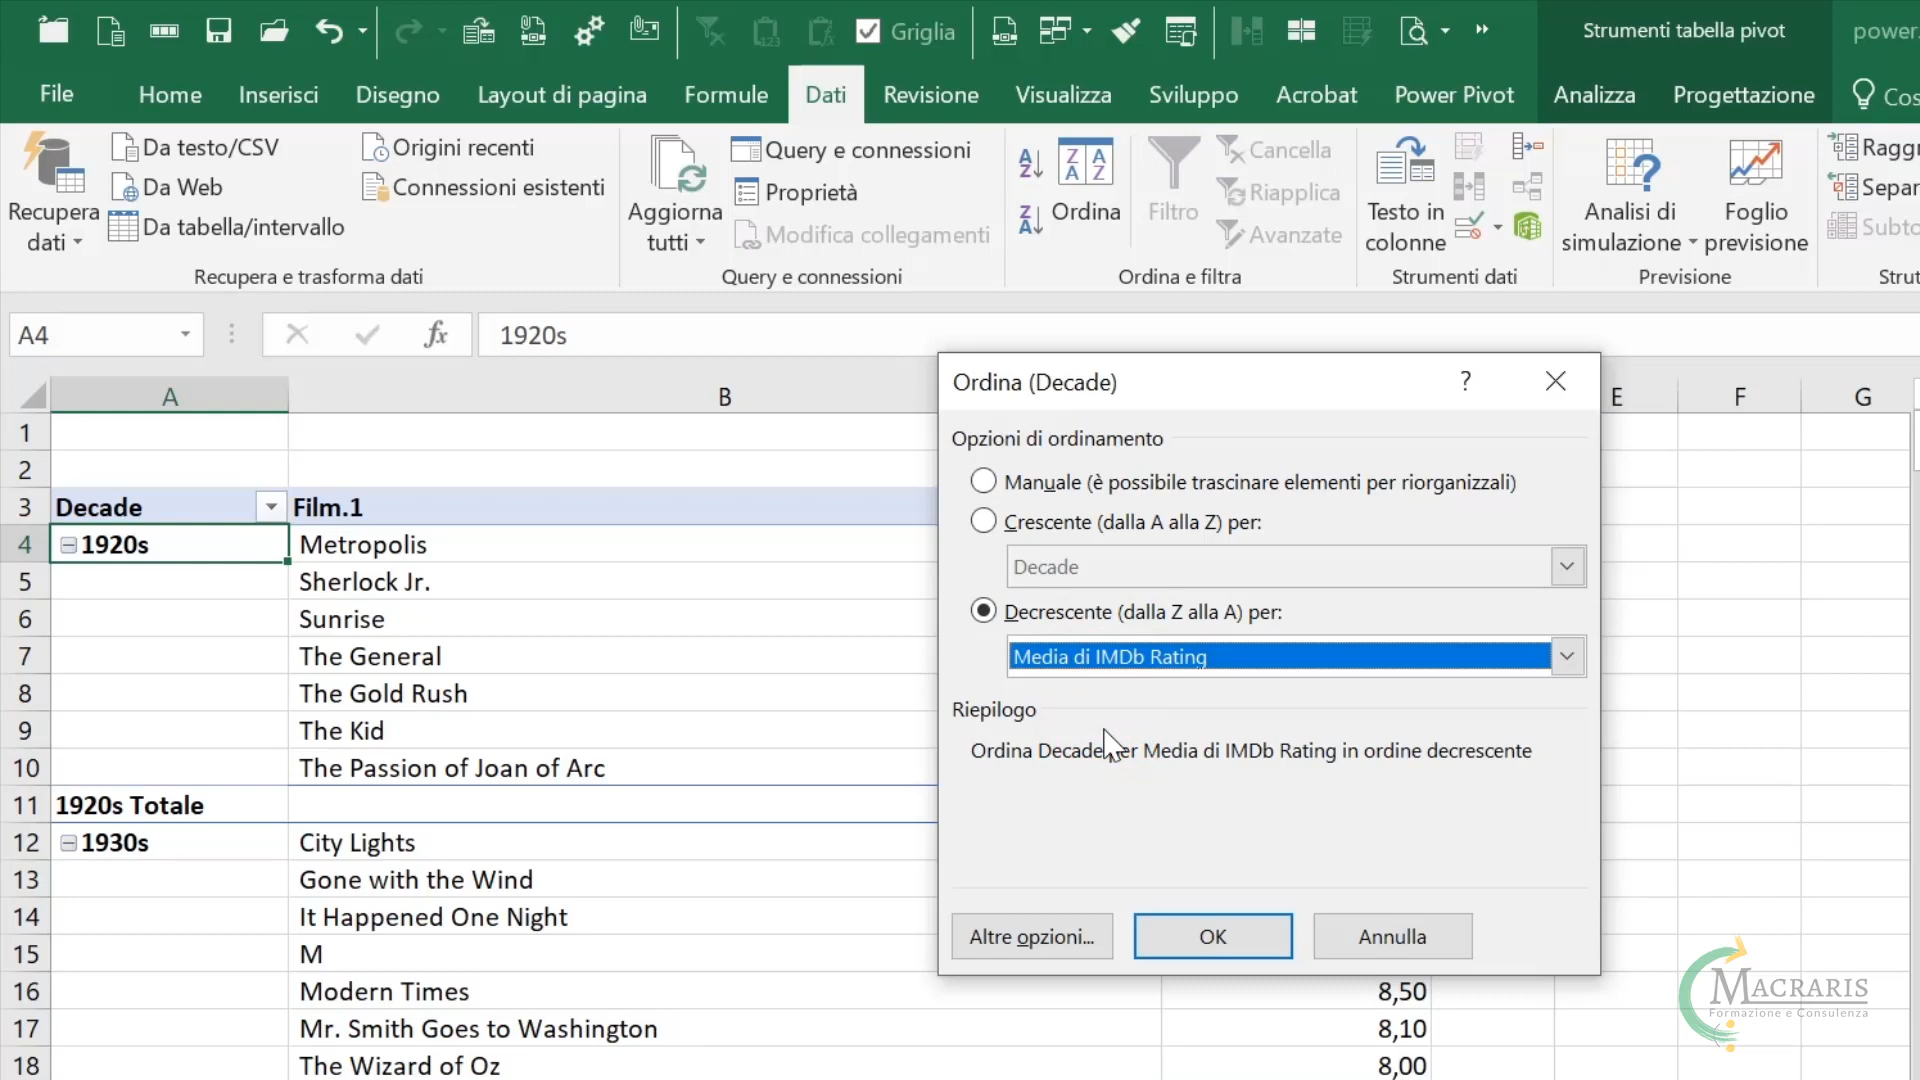 Griglia
Strumenti tabella pivot
power.
File
Home
Inserisci
Disegno
Layout di pagina
Formule
Dati
Revisione
Visualizza
Sviluppo
Acrobat
Power Pivot
Analizza
Progettazione
Cos
Recupera dati
Da testo/CSV
Da Web
Da tabella/intervallo
Origini recenti
Connessioni esistenti
Recupera e trasforma dati
Aggiorna tutti
Query e connessioni
Proprietà
Modifica collegamenti
Query e connessioni
Ordina
Filtro
Cancella
Riapplica
Avanzate
Ordina e filtra
Testo in colonne
Strumenti dati
Analisi di simulazione
Foglio previsione
Previsione
Raggr
Separ
Subto
Strut
A4
fx
1920s
A
B
E
F
G
1
2
3 Decade Film.1
4 1920s Metropolis
5 Sherlock Jr.
6 Sunrise
7 The General
8 The Gold Rush
9 The Kid
10 The Passion of Joan of Arc
11 1920s Totale
12 1930s City Lights
13 Gone with the Wind
14 It Happened One Night
15 M
16 Modern Times 8,50
17 Mr. Smith Goes to Washington 8,10
18 The Wizard of Oz 8,00
Ordina (Decade)
?
Opzioni di ordinamento
Manuale (è possibile trascinare elementi per riorganizzali)
Crescente (dalla A alla Z) per:
Decade
Decrescente (dalla Z alla A) per:
Media di IMDb Rating
Riepilogo
Ordina Decade per Media di IMDb Rating in ordine decrescente
Altre opzioni...
OK
Annulla
MACRARIS
Formazione e Consulenza